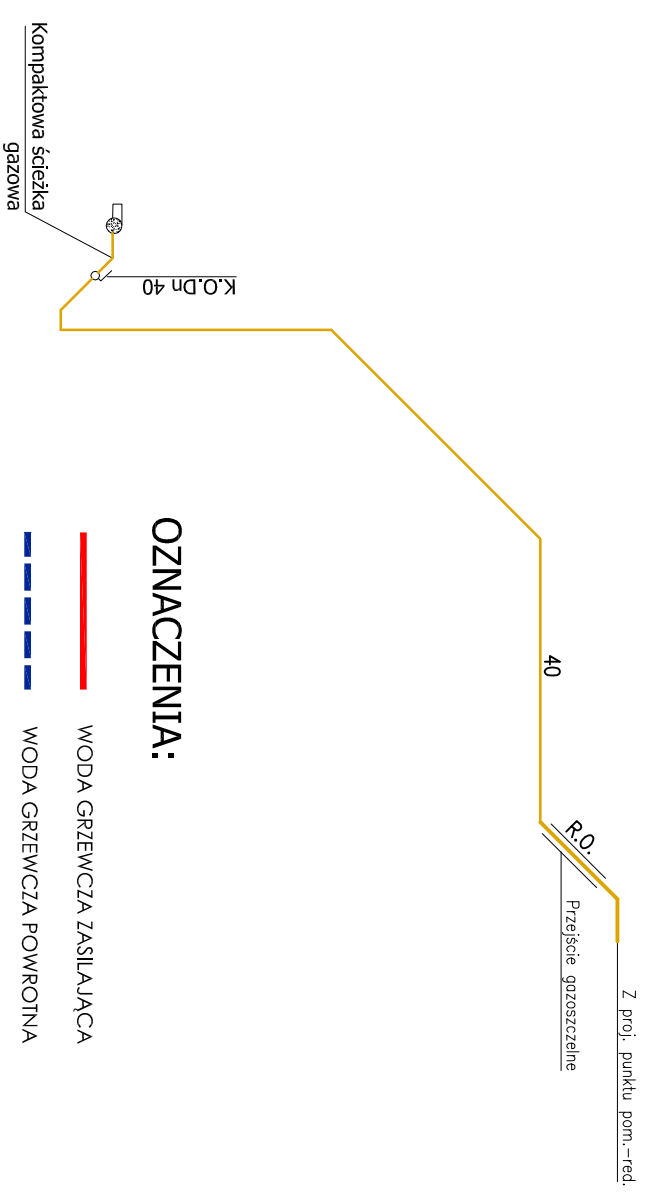 Z proj. punktu pom.-red.
Przejście gazoszczelne
R.O.
40
K.O.Dn 40
Kompaktowa ścieżka
gazowa
OZNACZENIA:
WODA GRZEWCZA ZASILAJĄCA
WODA GRZEWCZA POWROTNA